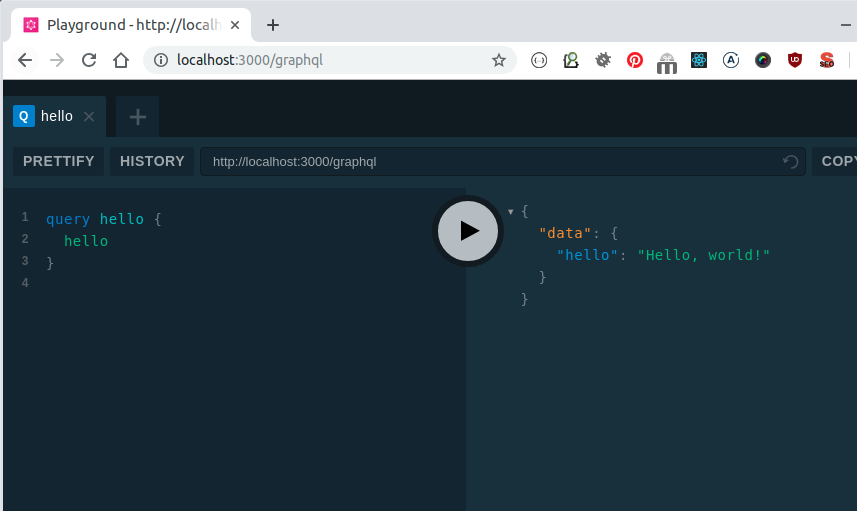 Playground - http://localh
localhost:3000/graphql
Q hello
PRETTIFY HISTORY http://localhost:3000/graphql COPY
1 query hello {
2 hello
3 }
4
{
"data": {
"hello": "Hello, world!"
}
}